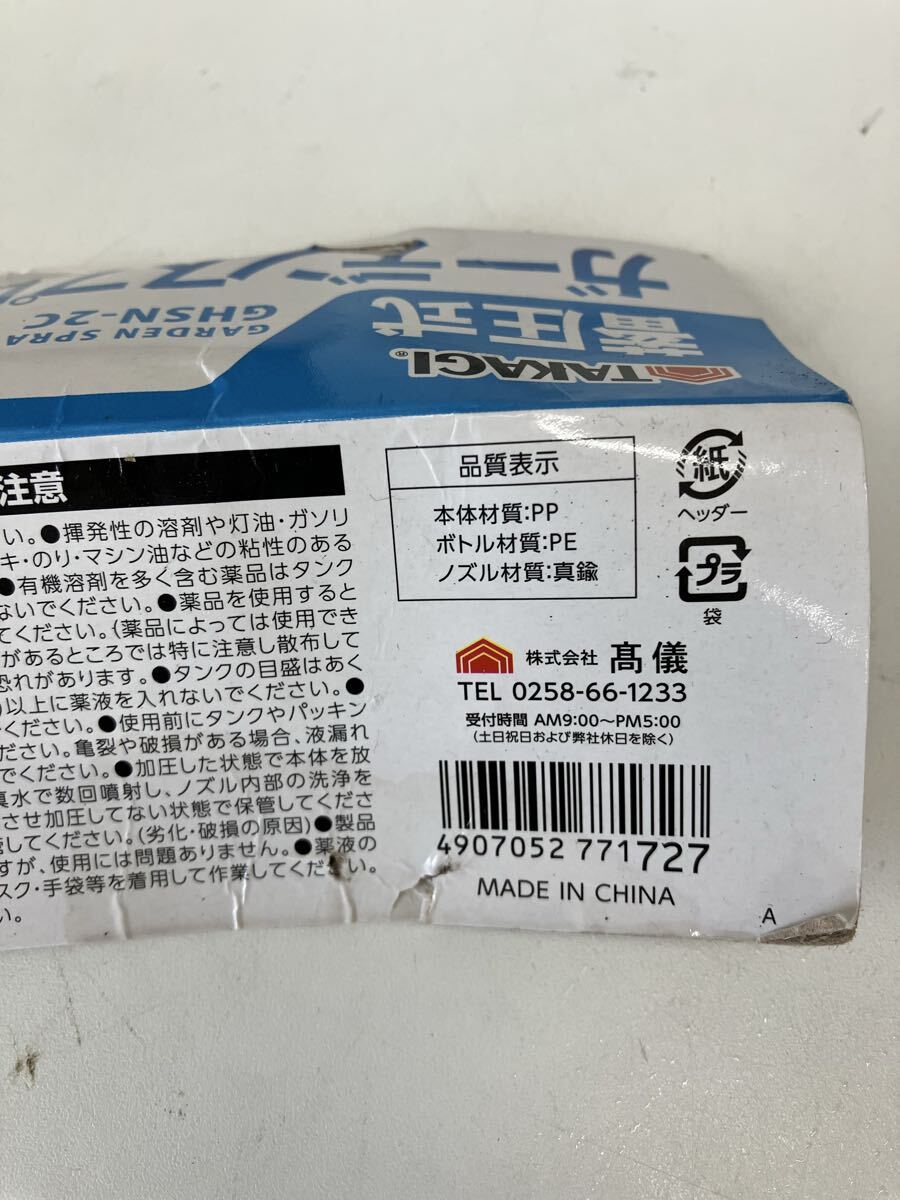 ガーデンスプレ
蓄圧式
GARDEN SPRA
GHSN-2C
TAKAGI®
注意
い。●揮発性の溶剤や灯油・ガソリ
キ・のり・マシン油などの粘性のある
●有機溶剤を多く含む薬品はタンク
ないでください。●薬品を使用すると
てください。(薬品によっては使用でき
があるところでは特に注意し散布して
恐れがあります。●タンクの目盛はあく
)以上に薬液を入れないでください。●
ください。●使用前にタンクやパッキン
ださい。亀裂や破損がある場合、液漏れ
でください。●加圧した状態で本体を放
真水で数回噴射し、ノズル内部の洗浄を
させ加圧してない状態で保管してくださ
管してください。(劣化・破損の原因)●製品
すが、使用には問題ありません。●薬液の
スク・手袋等を着用して作業してください。
い。
品質表示
本体材質:PP
ボトル材質:PE
ノズル材質:真鍮
紙
ヘッダー
プラ
袋
株式会社 髙儀
TEL 0258-66-1233
受付時間 AM9:00〜PM5:00
(土日祝日および弊社休日を除く)
4907052 771727
MADE IN CHINA
A